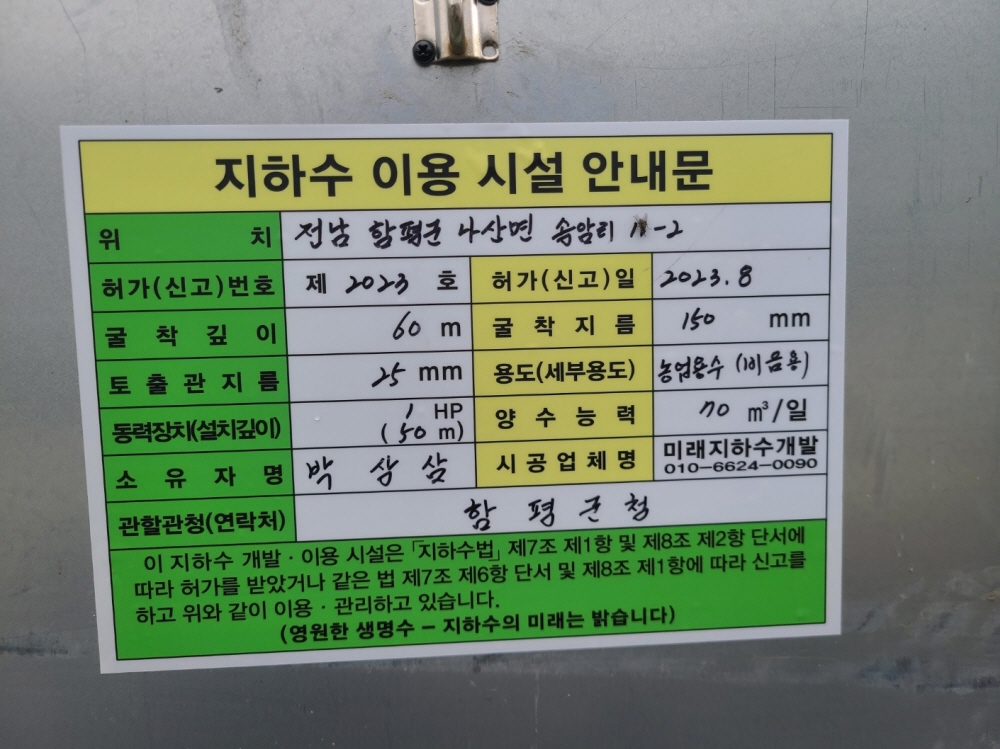 지하수 이용 시설 안내문
위 치 전남 함평군 나산면 송암리 11-2
허가(신고)번호 제 2023 호 허가(신고)일 2023.8
굴착깊이 60 m 굴착지름 150 mm
토출관지름 25 mm 용도(세부용도) 농업용수 (비음용)
동력장치(설치깊이) 1 HP (50 m) 양수능력 70 m³/일
소유자명 박삼삼 시공업체명 미래지하수개발 010-6624-0090
관할관청(연락처) 함평군청
이 지하수 개발·이용 시설은 「지하수법」 제7조 제1항 및 제8조 제2항 단서에
따라 허가를 받았거나 같은 법 제7조 제6항 단서 및 제8조 제1항에 따라 신고를
하고 위와 같이 이용·관리하고 있습니다.
(영원한 생명수 – 지하수의 미래는 밝습니다)